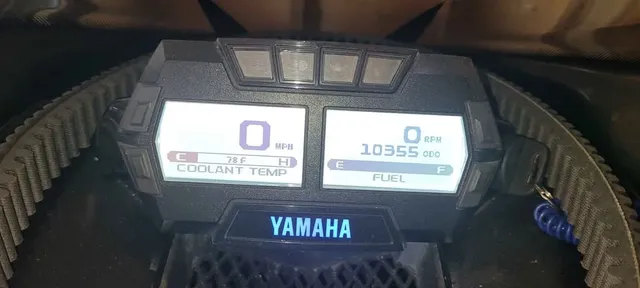 0 MPH
C 78 F H
COOLANT TEMP
0 RPM
10355 ODO
E F
FUEL
YAMAHA